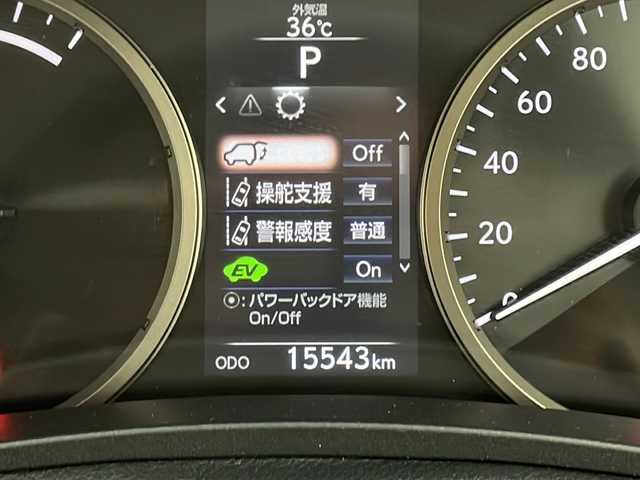 外気温
36℃
P
Off
操舵支援 有
警報感度 普通
EV On
⦿:パワーバックドア機能
On/Off
ODO 15543km
80
60
40
20
0